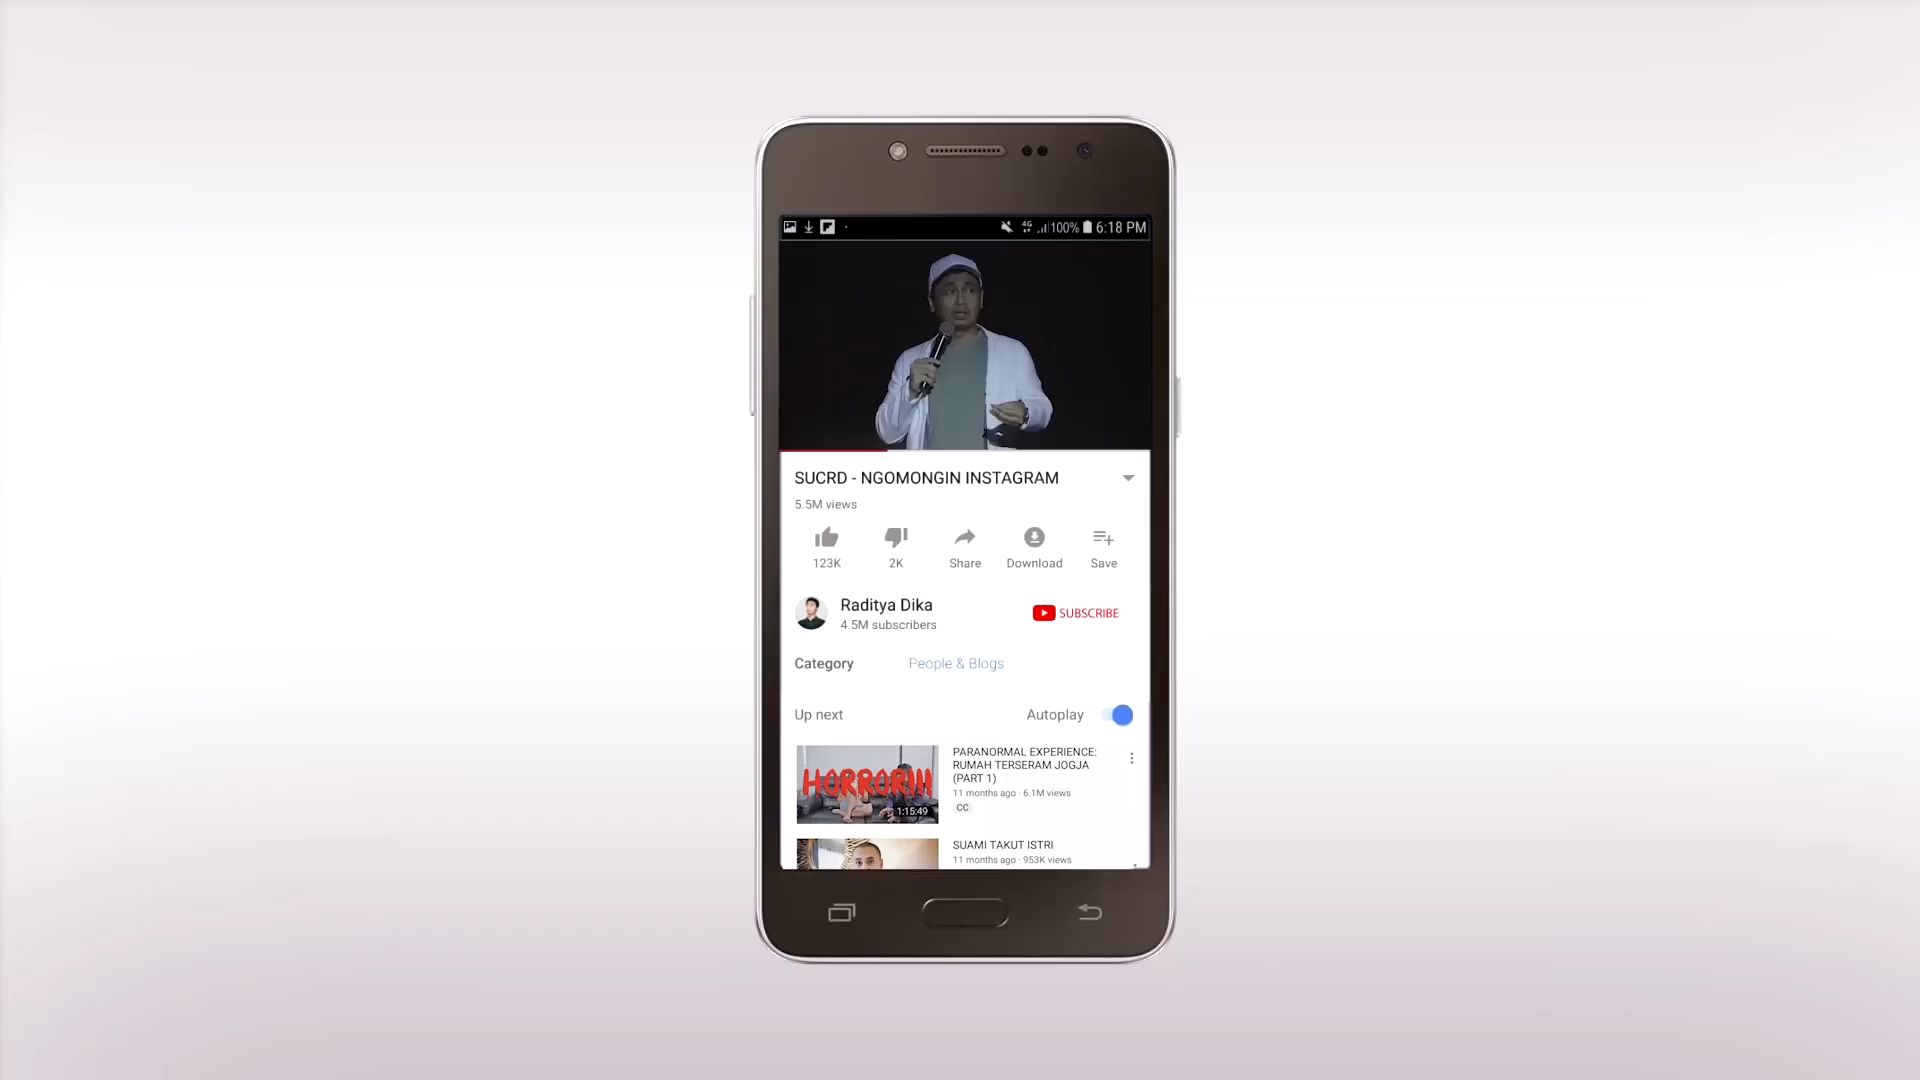 4G 100% 6:18 PM
SUCRD - NGOMONGIN INSTAGRAM
5.5M views
123K 2K Share Download Save
Raditya Dika
4.5M subscribers
SUBSCRIBE
Category People & Blogs
Up next Autoplay
HORROR!!!
1:15:49
PARANORMAL EXPERIENCE:
RUMAH TERSERAM JOGJA
(PART 1)
11 months ago · 6.1M views
CC
SUAMI TAKUT ISTRI
11 months ago · 953K views